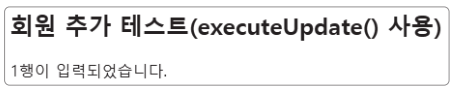 회원 추가 테스트(executeUpdate() 사용)
1행이 입력되었습니다.